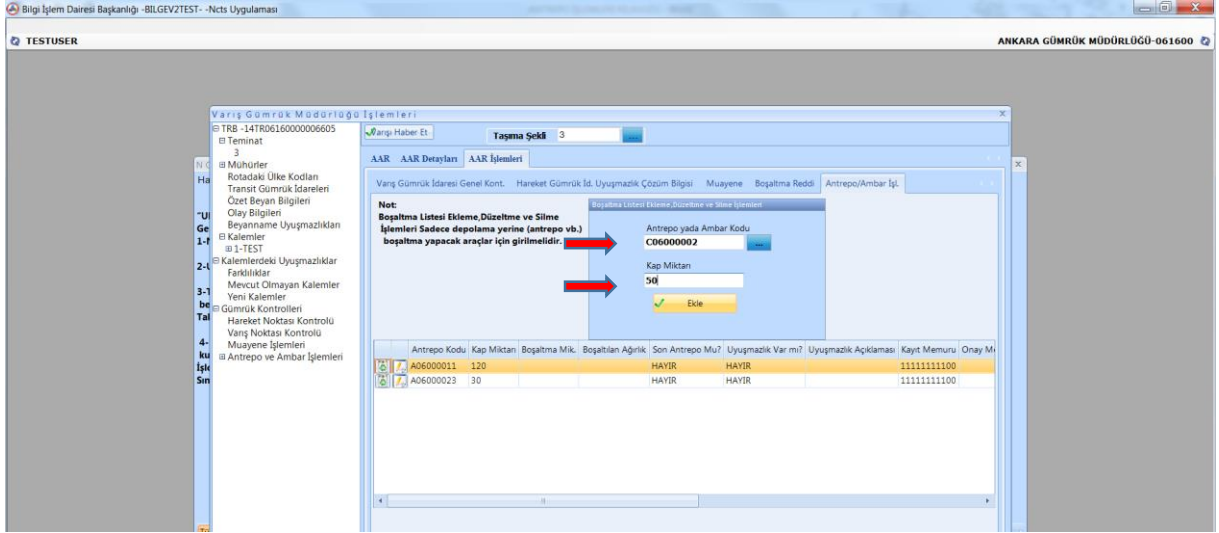 Bilgi İşlem Dairesi Başkanlığı -BILGEV2TEST- -Ncts Uygulaması
TESTUSER
ANKARA GÜMRÜK MÜDÜRLÜĞÜ-061600
Varış Gümrük Müdürlüğü İşlemleri
TRB -14TR06160000006605
Teminat
3
Mühürler
Rotadaki Ülke Kodları
Transit Gümrük İdareleri
Özet Beyan Bilgileri
Olay Bilgileri
Beyanname Uyuşmazlıkları
Kalemler
1-TEST
Kalemlerdeki Uyuşmazlıklar
Farklılıklar
Mevcut Olmayan Kalemler
Yeni Kalemler
Gümrük Kontrolleri
Hareket Noktası Kontrolü
Varış Noktası Kontrolü
Muayene İşlemleri
Antrepo ve Ambar İşlemleri
Varışı Haber Et
Taşıma Şekli 3
AAR AAR Detayları AAR İşlemleri
Varış Gümrük İdaresi Genel Kont. Hareket Gümrük İd. Uyuşmazlık Çözüm Bilgisi Muayene Boşaltma Reddi Antrepo/Ambar İşl.
Not:
Boşaltma Listesi Ekleme,Düzeltme ve Silme
İşlemleri Sadece depolama yerine (antrepo vb.)
boşaltma yapacak araçlar için girilmelidir.
Boşaltma Listesi Ekleme,Düzeltme ve Silme İşlemleri
Antrepo yada Ambar Kodu
C06000002
Kap Miktarı
50
Ekle
Antrepo Kodu Kap Miktarı Boşaltma Mik. Boşaltılan Ağırlık Son Antrepo Mu? Uyuşmazlık Var mı? Uyuşmazlık Açıklaması Kayıt Memuru Onay M
A06000011 120 HAYIR HAYIR 11111111100
A06000023 30 HAYIR HAYIR 11111111100